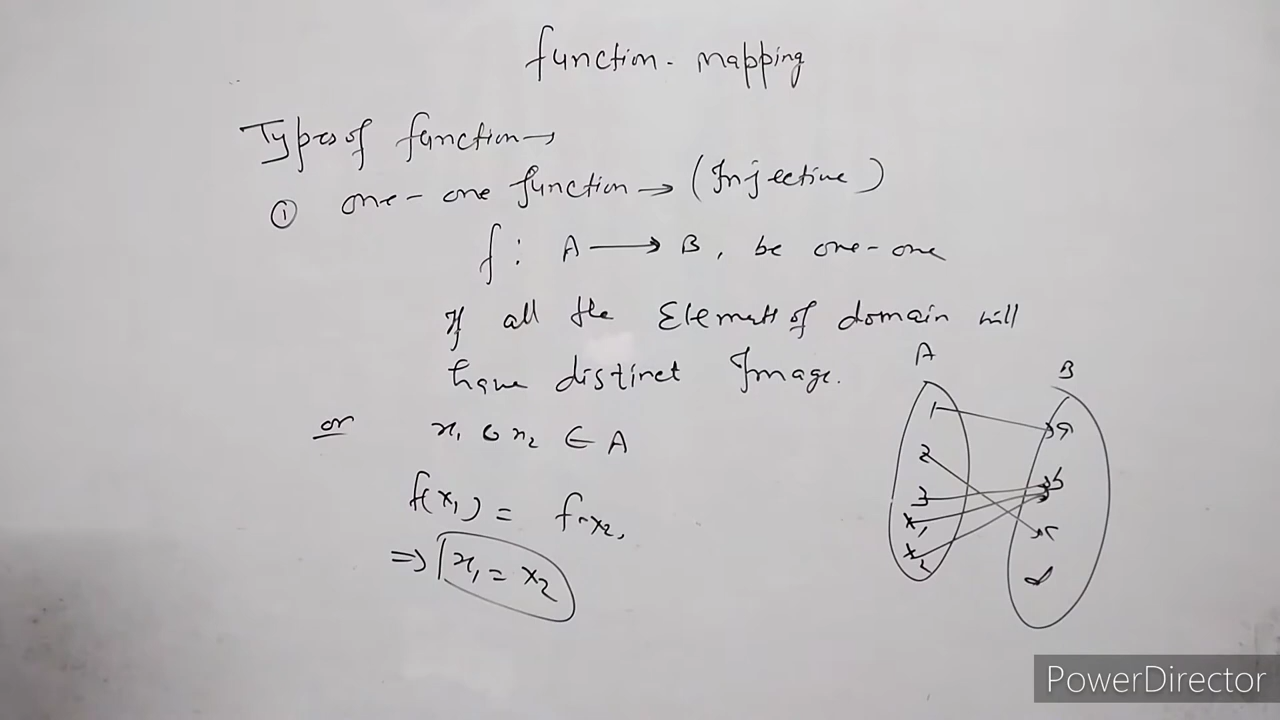 function - mapping
Types of function →
① one - one function → (Injective)
f : A → B, be one - one
If all the Elements of domain will
have distinct Image.
or x₁ & x₂ ∈ A
f(x₁) = f x₂,
⇒ x₁ = x₂
A
B
1
a
2
3
b
x₁
c
x₂
PowerDirector